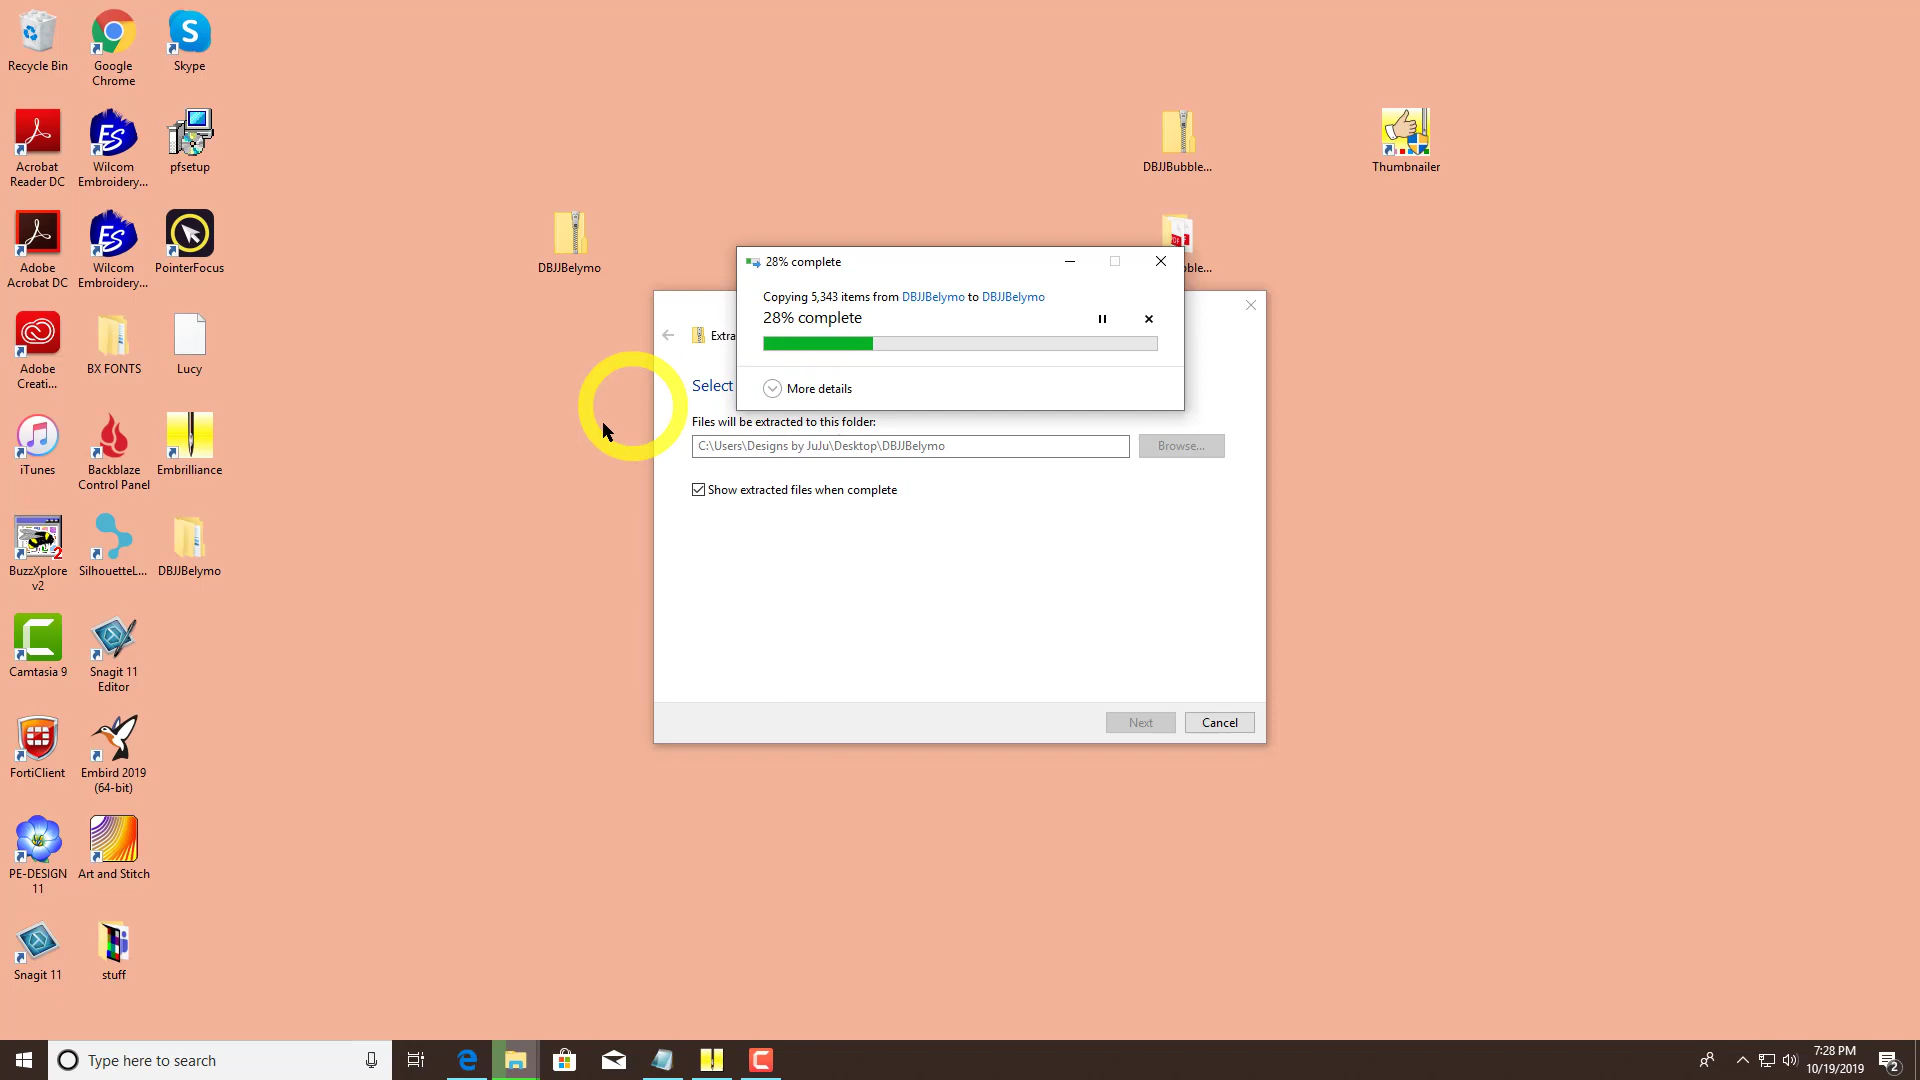 Recycle Bin
Google
Chrome
Skype
Acrobat
Reader DC
Wilcom
Embroidery...
pfsetup
Adobe
Acrobat DC
Wilcom
Embroidery...
PointerFocus
Adobe
Creati...
BX FONTS
Lucy
iTunes
Backblaze
Control Panel
Embrilliance
BuzzXplore
v2
SilhouetteL...
DBJJBelymo
Camtasia 9
Snagit 11
Editor
FortiClient
Embird 2019
(64-bit)
PE-DESIGN
11
Art and Stitch
Snagit 11
stuff
DBJJBelymo
DBJJBubble...
Thumbnailer
ble...
28% complete
Copying 5,343 items from DBJJBelymo to DBJJBelymo
28% complete
More details
Extra
Select
Files will be extracted to this folder:
C:\Users\Designs by JuJu\Desktop\DBJJBelymo
Browse...
Show extracted files when complete
Next
Cancel
Type here to search
7:28 PM
10/19/2019
2